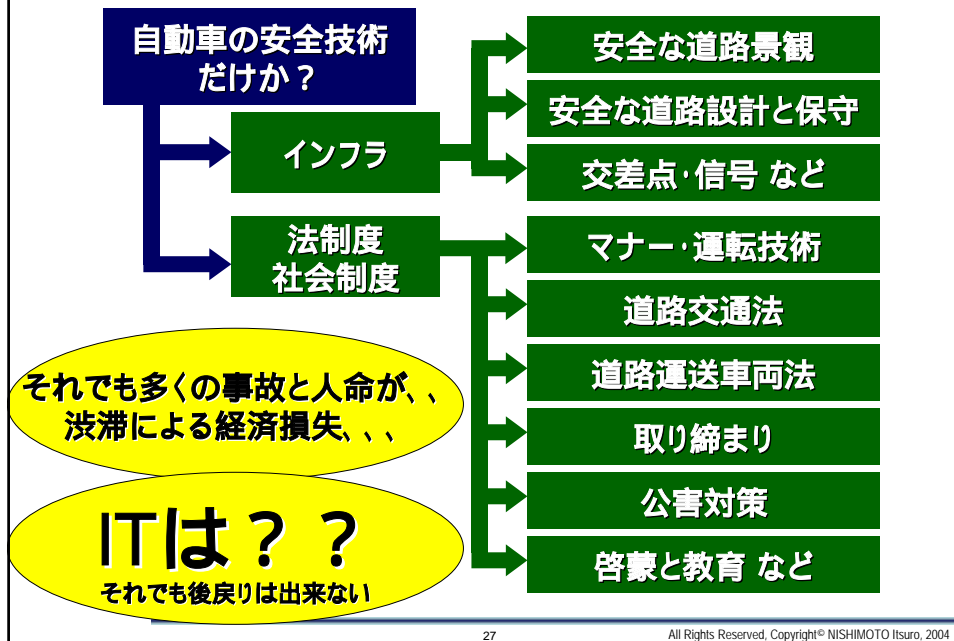 自動車の安全技術
だけか？
インフラ
安全な道路景観
安全な道路設計と保守
交差点･信号 など
法制度
社会制度
マナー･運転技術
道路交通法
道路運送車両法
取り締まり
公害対策
啓蒙と教育 など
それでも多くの事故と人命が、、
渋滞による経済損失、、、
ITは？？
それでも後戻りは出来ない
27
All Rights Reserved, Copyright© NISHIMOTO Itsuro, 2004